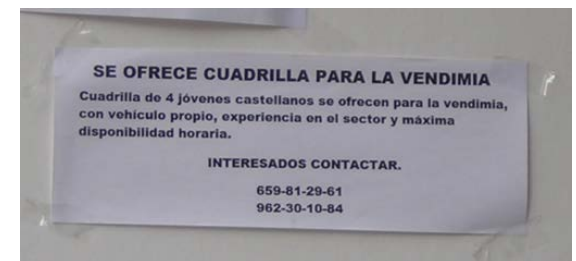 SE OFRECE CUADRILLA PARA LA VENDIMIA
Cuadrilla de 4 jóvenes castellanos se ofrecen para la vendimia,
con vehículo propio, experiencia en el sector y máxima
disponibilidad horaria.
INTERESADOS CONTACTAR.
659-81-29-61
962-30-10-84